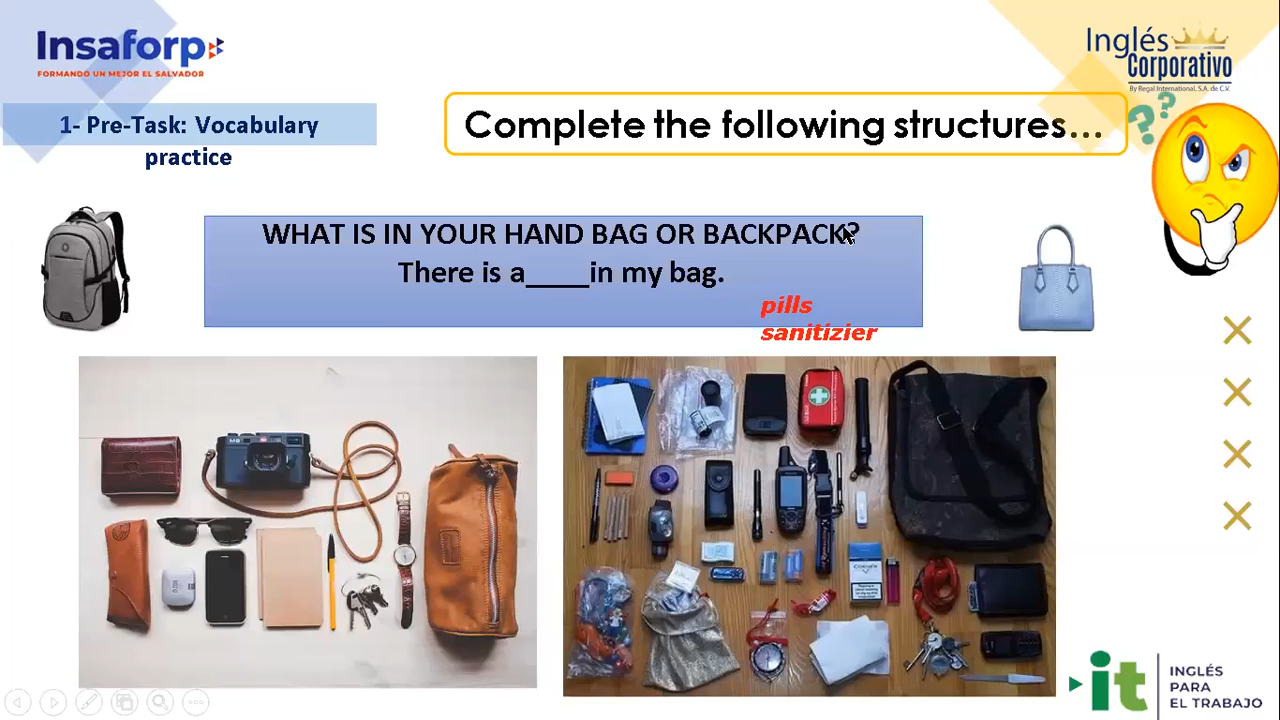 Insaforp
FORMANDO UN MEJOR EL SALVADOR
Inglés
Corporativo
By Regal International, S.A. de C.V.
1- Pre-Task: Vocabulary
practice
Complete the following structures...
? ?
WHAT IS IN YOUR HAND BAG OR BACKPACK?
There is a____in my bag.
pills
sanitizier
M8
it
INGLÉS
PARA
EL TRABAJO